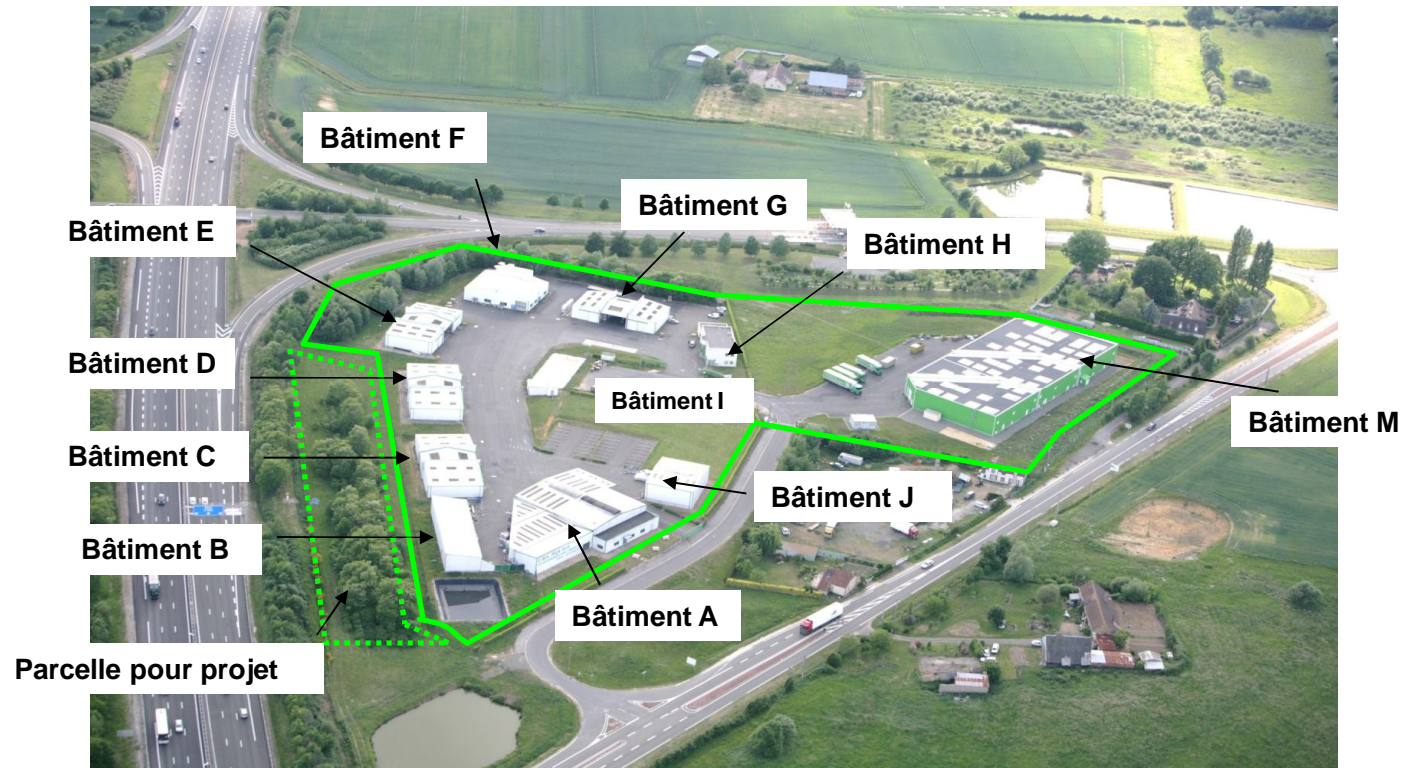 Bâtiment F
Bâtiment G
Bâtiment E
Bâtiment H
Bâtiment D
Bâtiment I
Bâtiment M
Bâtiment C
Bâtiment J
Bâtiment B
Bâtiment A
Parcelle pour projet